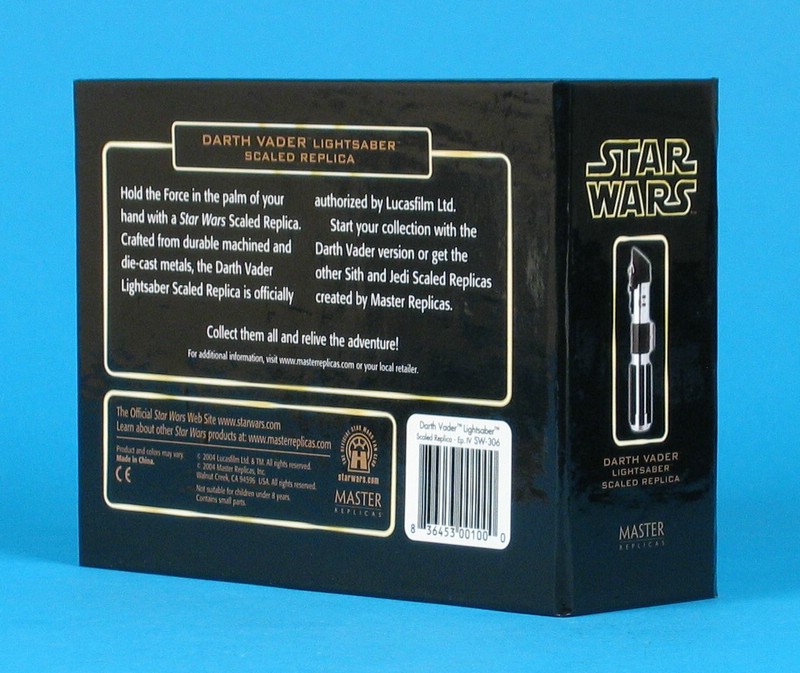 DARTH VADER™ LIGHTSABER™
SCALED REPLICA
Hold the Force in the palm of your
hand with a Star Wars Scaled Replica.
Crafted from durable machined and
die-cast metals, the Darth Vader
Lightsaber Scaled Replica is officially
authorized by Lucasfilm Ltd.
Start your collection with the
Darth Vader version or get the
other Sith and Jedi Scaled Replicas
created by Master Replicas.
Collect them all and relive the adventure!
For additional information, visit www.masterreplicas.com or your local retailer.
The Official Star Wars Web Site www.starwars.com
Learn about other Star Wars products at: www.masterreplicas.com
Product and colors may vary.
Made in China.
CE
© 2004 Lucasfilm Ltd. & TM. All rights reserved.
© 2004 Master Replicas, Inc.
Walnut Creek, CA 94596 USA. All rights reserved.
Not suitable for children under 8 years.
Contains small parts.
THE OFFICIAL STAR WARS FAN CLUB
starwars.com
MASTER
REPLICAS
Darth Vader™ Lightsaber™
Scaled Replica - Ep. IV SW-306
8 36453 00100 0
STAR
WARS
DARTH VADER
LIGHTSABER
SCALED REPLICA
MASTER
REPLICAS